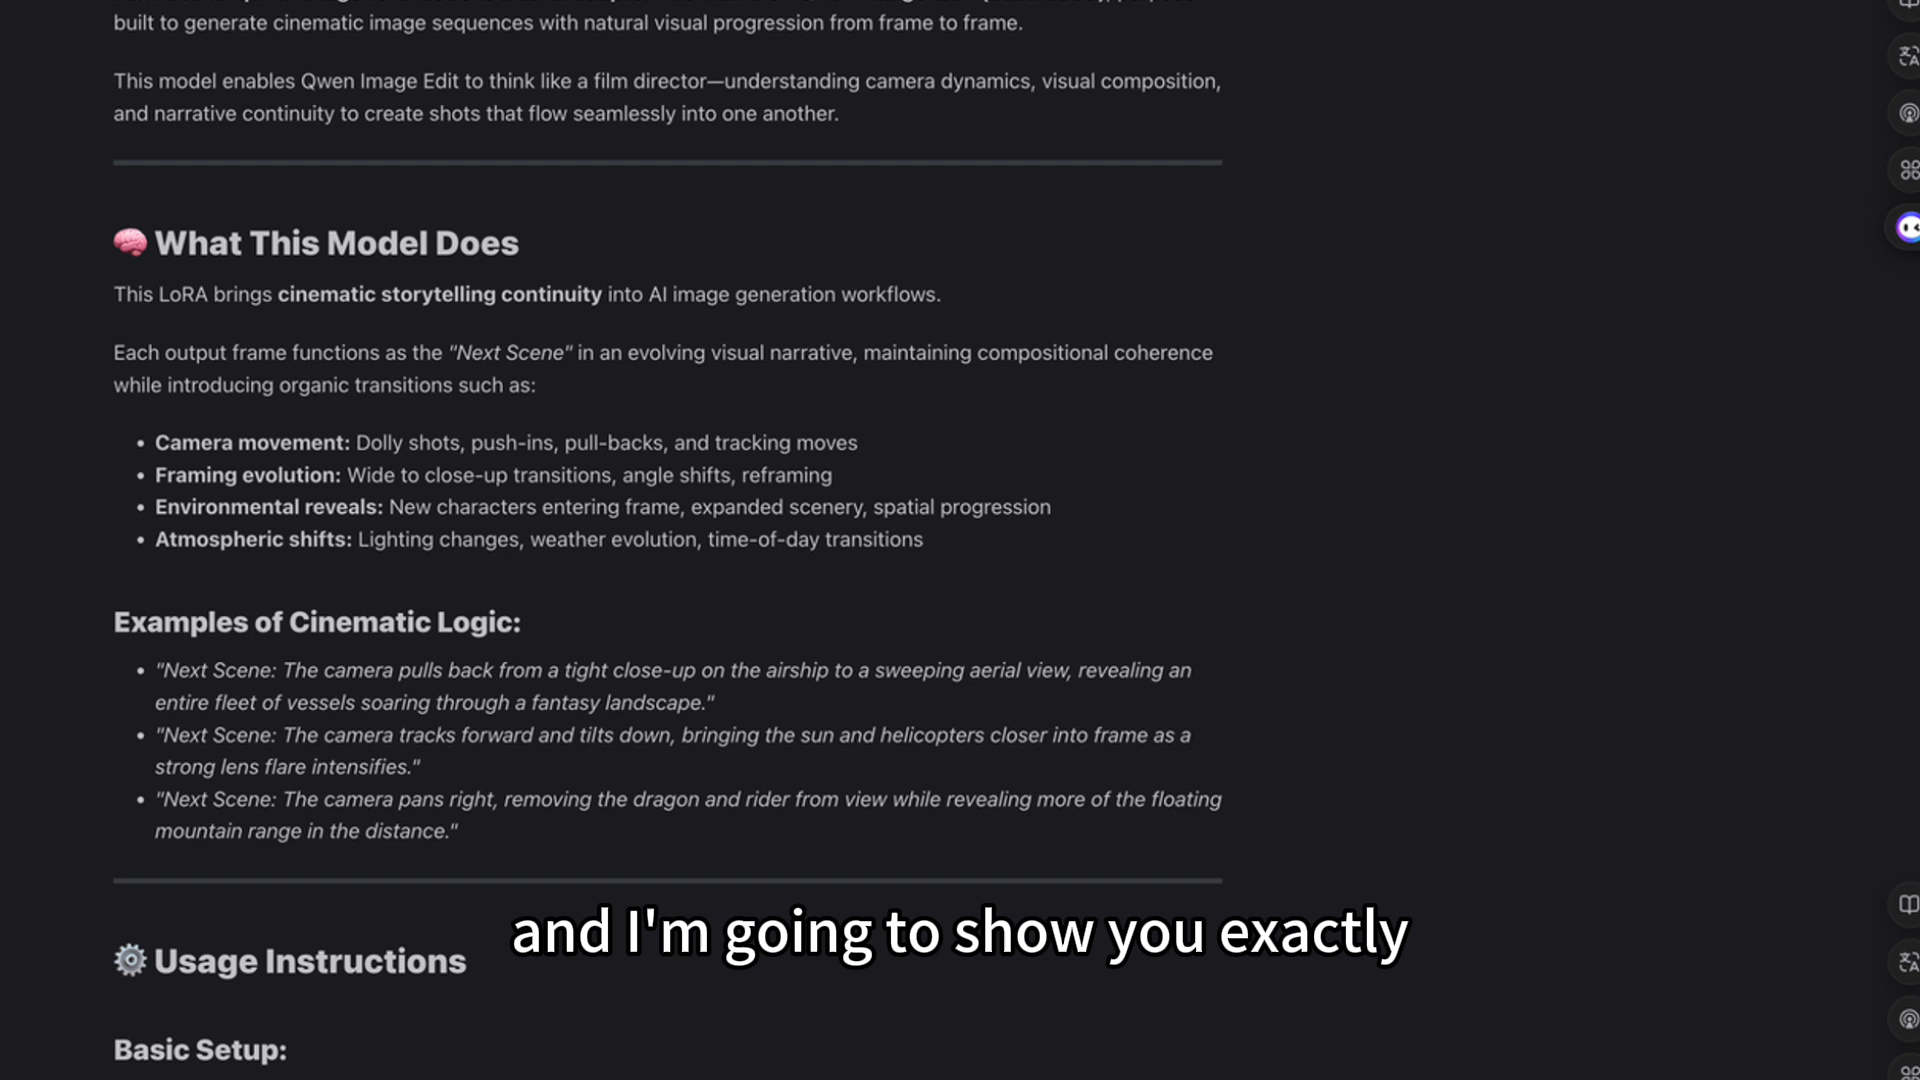 built to generate cinematic image sequences with natural visual progression from frame to frame.
This model enables Qwen Image Edit to think like a film director—understanding camera dynamics, visual composition,
and narrative continuity to create shots that flow seamlessly into one another.
🧠 What This Model Does
This LoRA brings cinematic storytelling continuity into AI image generation workflows.
Each output frame functions as the "Next Scene" in an evolving visual narrative, maintaining compositional coherence
while introducing organic transitions such as:
• Camera movement: Dolly shots, push-ins, pull-backs, and tracking moves
• Framing evolution: Wide to close-up transitions, angle shifts, reframing
• Environmental reveals: New characters entering frame, expanded scenery, spatial progression
• Atmospheric shifts: Lighting changes, weather evolution, time-of-day transitions
Examples of Cinematic Logic:
• "Next Scene: The camera pulls back from a tight close-up on the airship to a sweeping aerial view, revealing an
entire fleet of vessels soaring through a fantasy landscape."
• "Next Scene: The camera tracks forward and tilts down, bringing the sun and helicopters closer into frame as a
strong lens flare intensifies."
• "Next Scene: The camera pans right, removing the dragon and rider from view while revealing more of the floating
mountain range in the distance."
and I'm going to show you exactly
⚙️ Usage Instructions
Basic Setup: